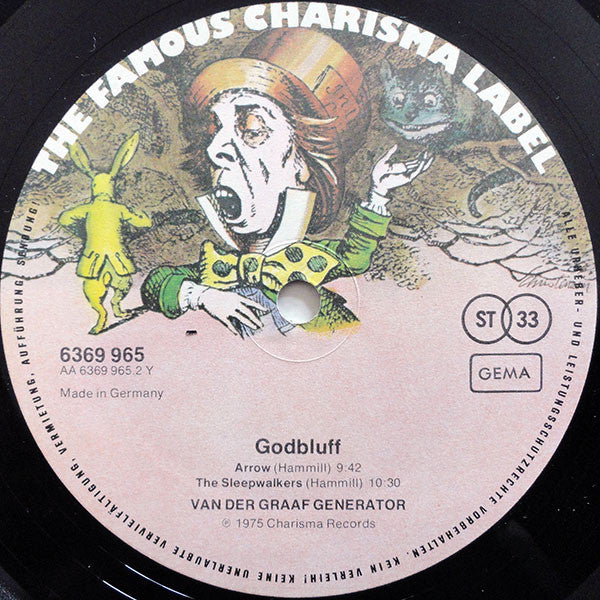 THE FAMOUS CHARISMA LABEL
6369 965
AA 6369 965.2 Y
Made in Germany
ST 33
GEMA
Godbluff
Arrow (Hammill) 9:42
The Sleepwalkers (Hammill) 10:30
VAN DER GRAAF GENERATOR
℗ 1975 Charisma Records
ALLE URHEBER- UND LEISTUNGSSCHUTZRECHTE VORBEHALTEN. KEIN VERLEIH! KEINE UNERLAUBTE VERVIELFÄLTIGUNG, VERMIETUNG, AUFFÜHRUNG, SENDUNG!